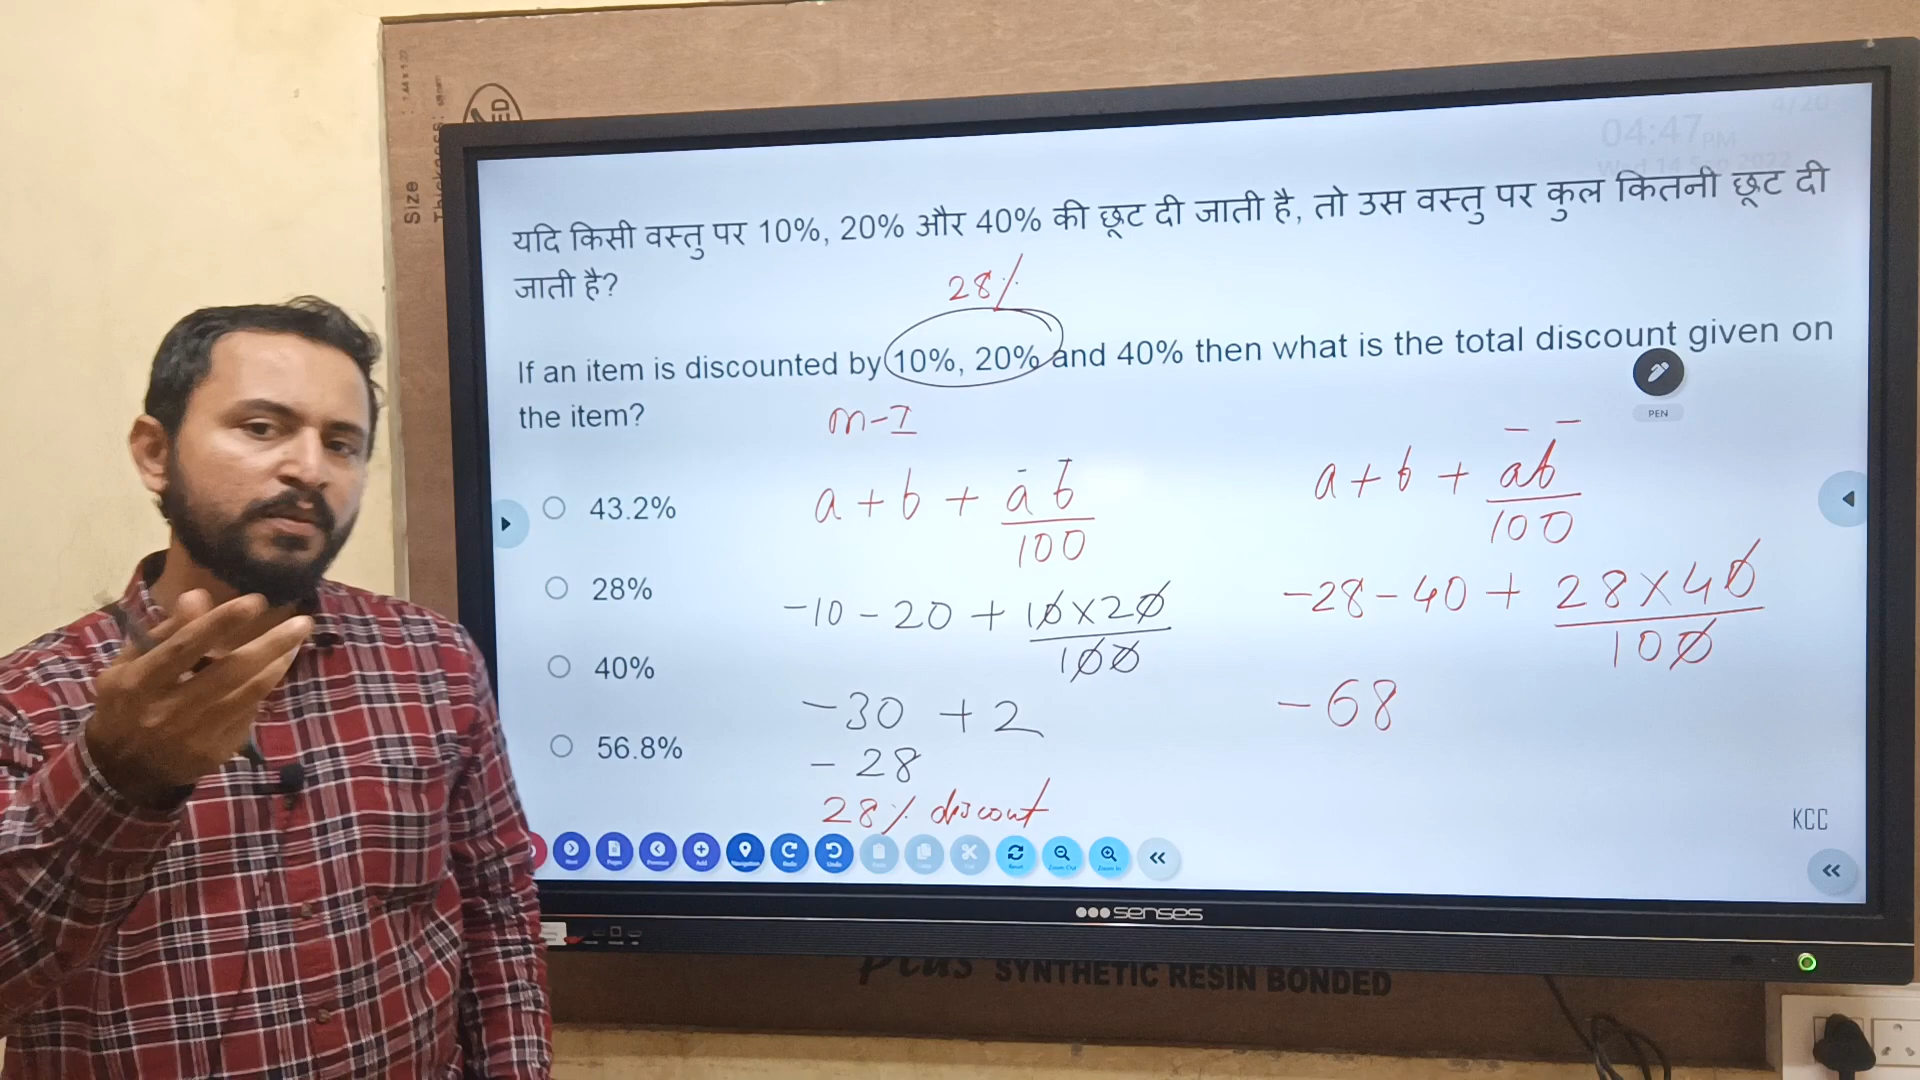 Size
04:47 PM
यदि किसी वस्तु पर 10%, 20% और 40% की छूट दी जाती है, तो उस वस्तु पर कुल कितनी छूट दी
जाती है?
28%
If an item is discounted by 10%, 20% and 40% then what is the total discount given on
the item?
PEN
43.2%
28%
40%
56.8%
m-I
a + b + ab
100
-10 - 20 + 10×20
100
-30 + 2
- 28
28% discount
a + b + ab
100
-28 - 40 + 28×40
100
- 68
KCC
senses
Plus SYNTHETIC RESIN BONDED